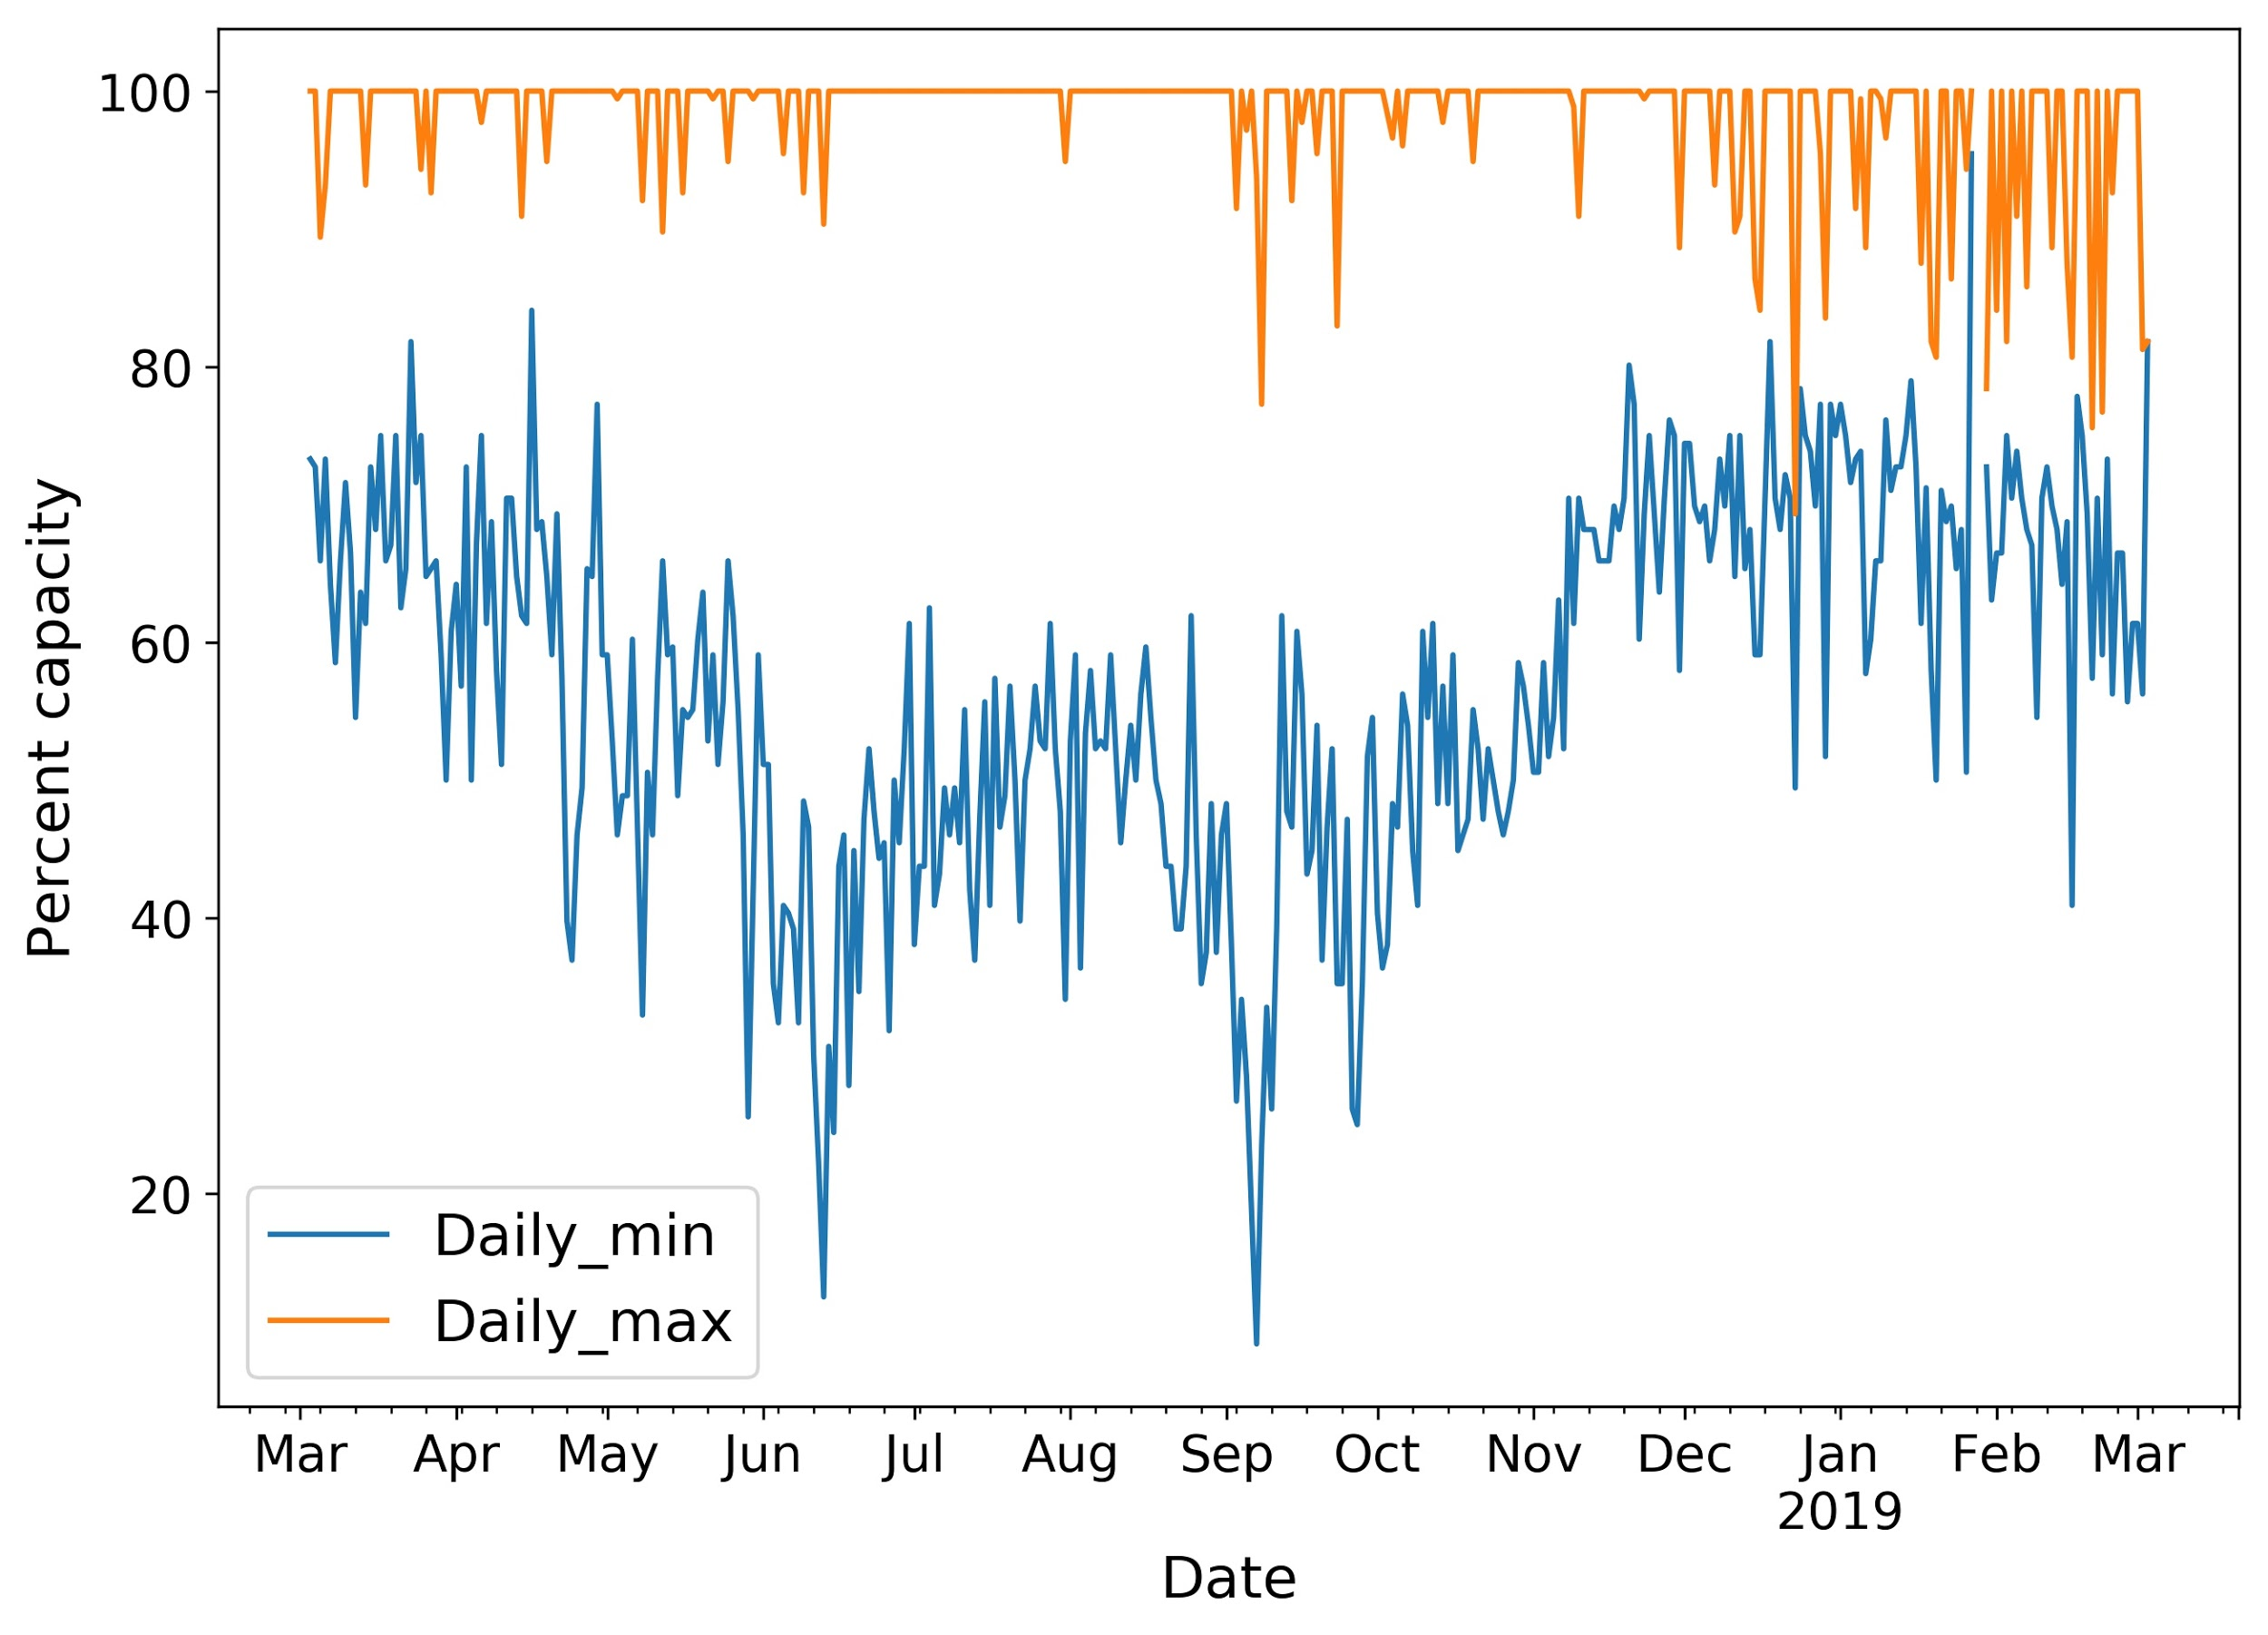 100
80
60
40
20
Percent capacity
Daily_min
Daily_max
Mar Apr May Jun Jul Aug Sep Oct Nov Dec Jan Feb Mar
2019
Date